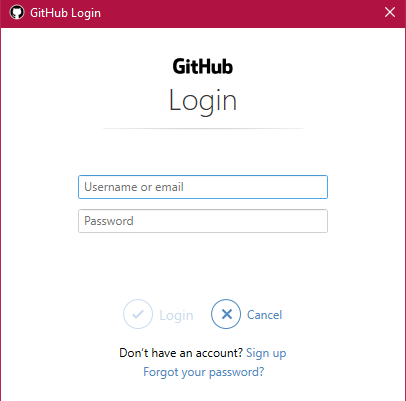 GitHub Login
GitHub
Login
Username or email
Password
Login
Cancel
Don't have an account? Sign up
Forgot your password?